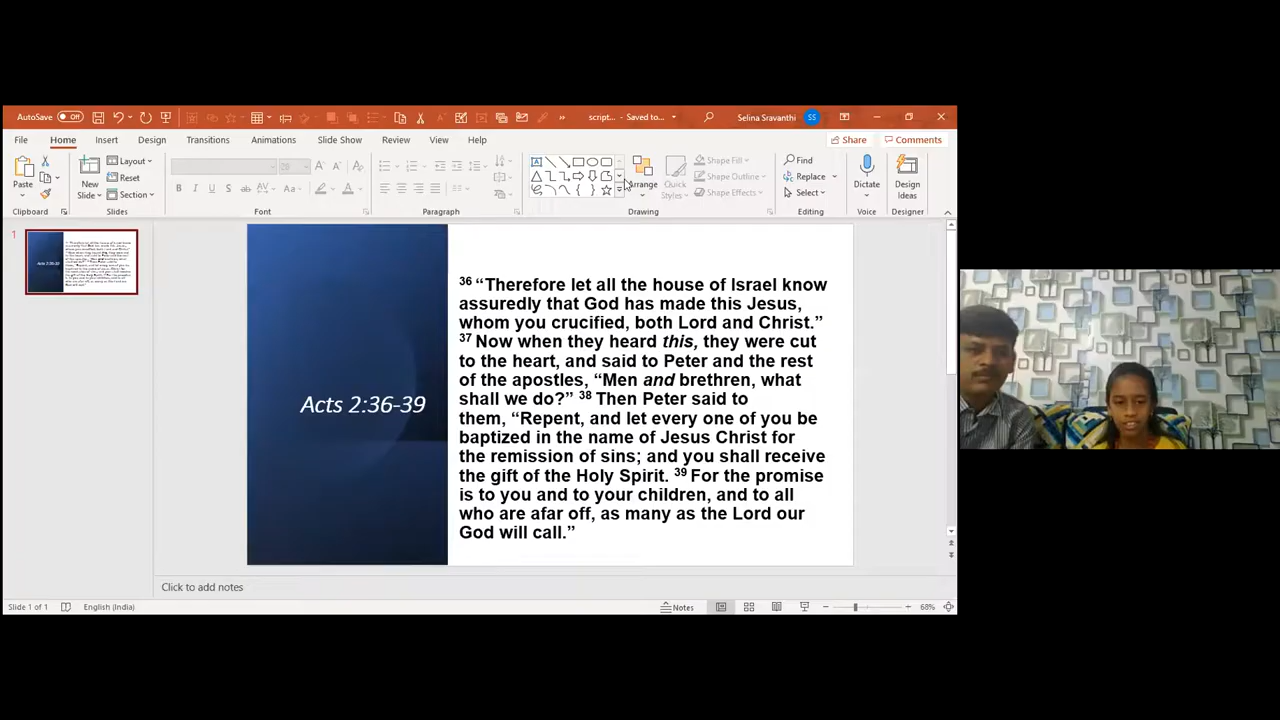 AutoSave Off script... - Saved to... Selina Sravanthi SS
File Home Insert Design Transitions Animations Slide Show Review View Help Share Comments
Paste New Slide Layout Reset Section Arrange Quick Styles Shape Fill Shape Outline Shape Effects Find Replace Select Dictate Design Ideas
Clipboard Slides Font Paragraph Drawing Editing Voice Designer
1
Acts 2:36-39
36 “Therefore let all the house of Israel know
assuredly that God has made this Jesus,
whom you crucified, both Lord and Christ.”
37 Now when they heard this, they were cut
to the heart, and said to Peter and the rest
of the apostles, “Men and brethren, what
shall we do?” 38 Then Peter said to
them, “Repent, and let every one of you be
baptized in the name of Jesus Christ for
the remission of sins; and you shall receive
the gift of the Holy Spirit. 39 For the promise
is to you and to your children, and to all
who are afar off, as many as the Lord our
God will call.”
Click to add notes
Slide 1 of 1 English (India) Notes 68%